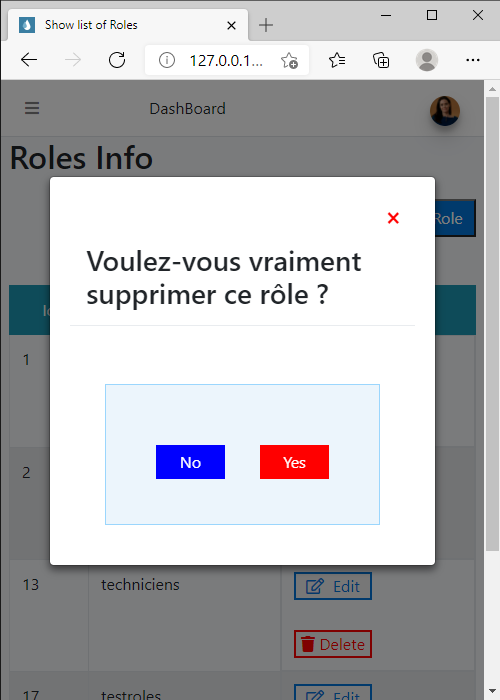 Show list of Roles
127.0.0.1...
DashBoard
Roles Info
Role
Voulez-vous vraiment
supprimer ce rôle ?
No Yes
1
2
13 techniciens Edit
Delete
17 testroles Edit